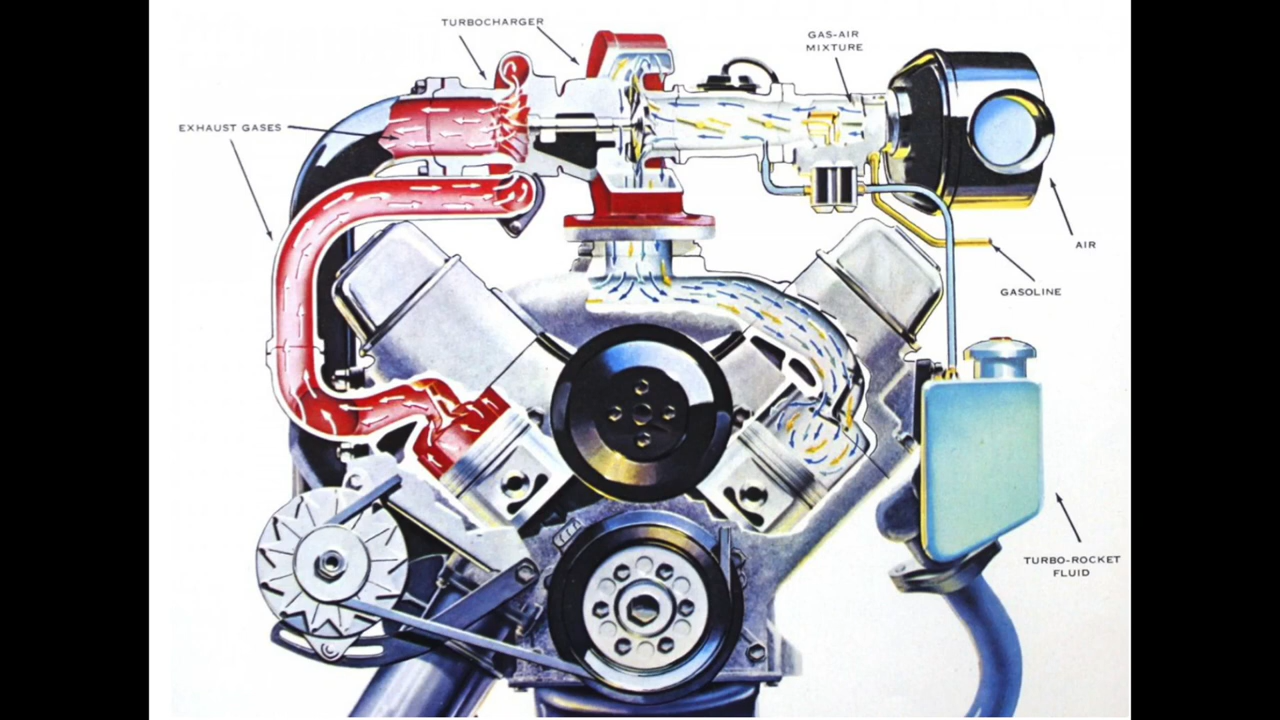 TURBOCHARGER
GAS-AIR
MIXTURE
EXHAUST GASES
AIR
GASOLINE
TURBO-ROCKET
FLUID